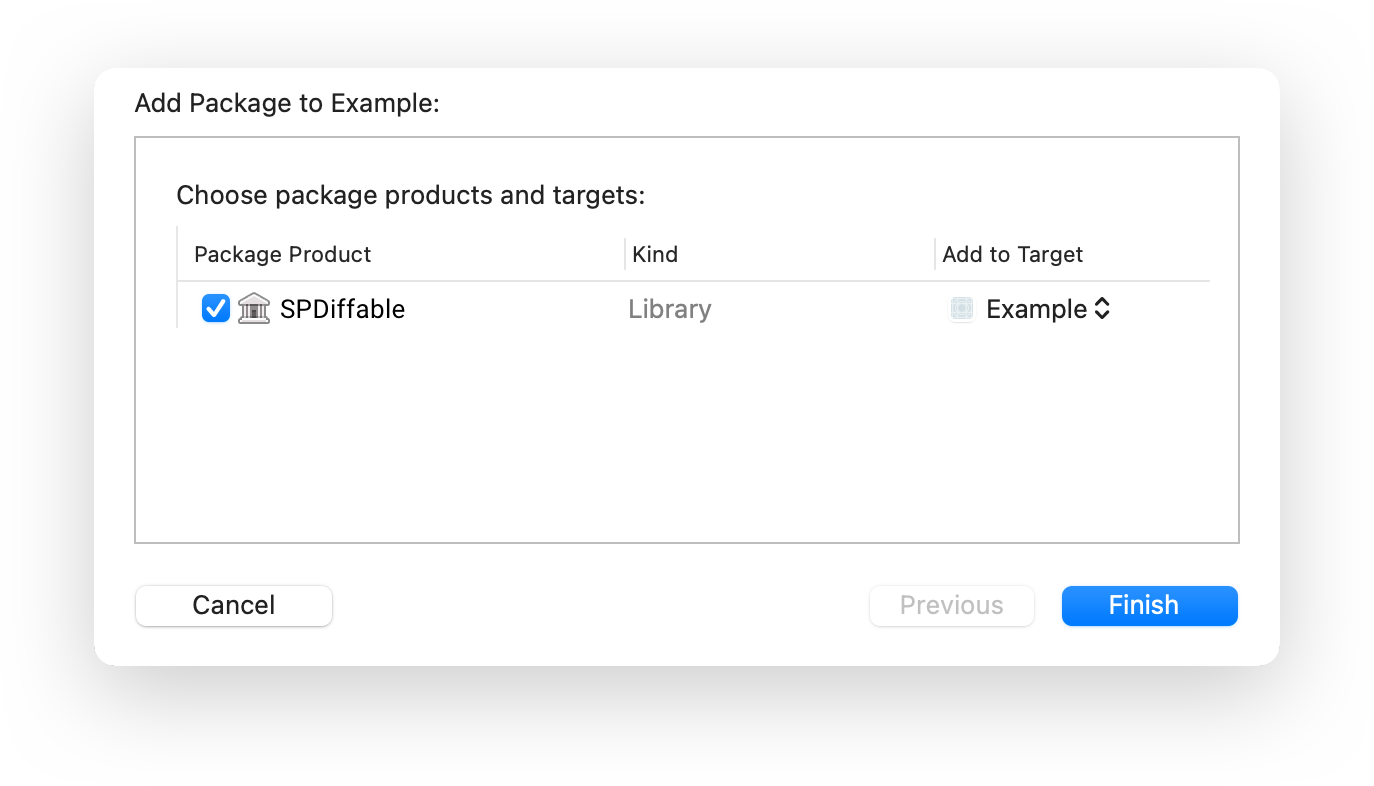 Add Package to Example:
Choose package products and targets:
Package Product Kind Add to Target
SPDiffable Library Example
Cancel Previous Finish